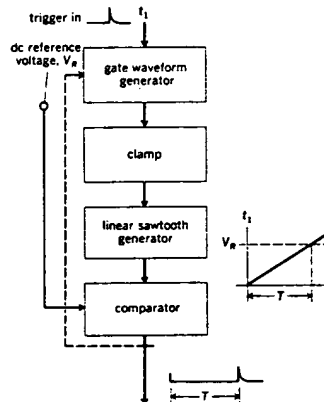 trigger in
t₁
dc reference
voltage, V_R
gate waveform
generator
clamp
linear sawtooth
generator
t₁
V_R
T
comparator
T